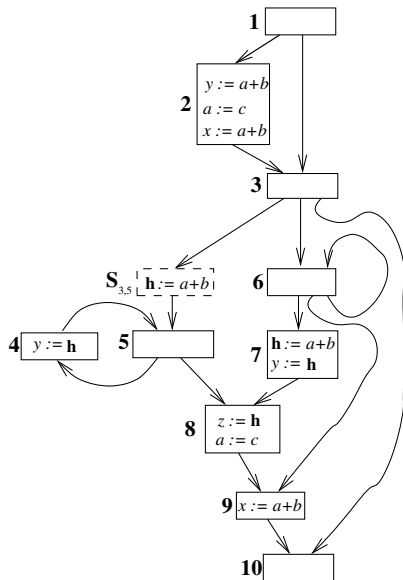 1
2
y := a+b
a := c
x := a+b
3
S3,5
h := a+b
6
4
y := h
5
7
h := a+b
y := h
8
z := h
a := c
9
x := a+b
10